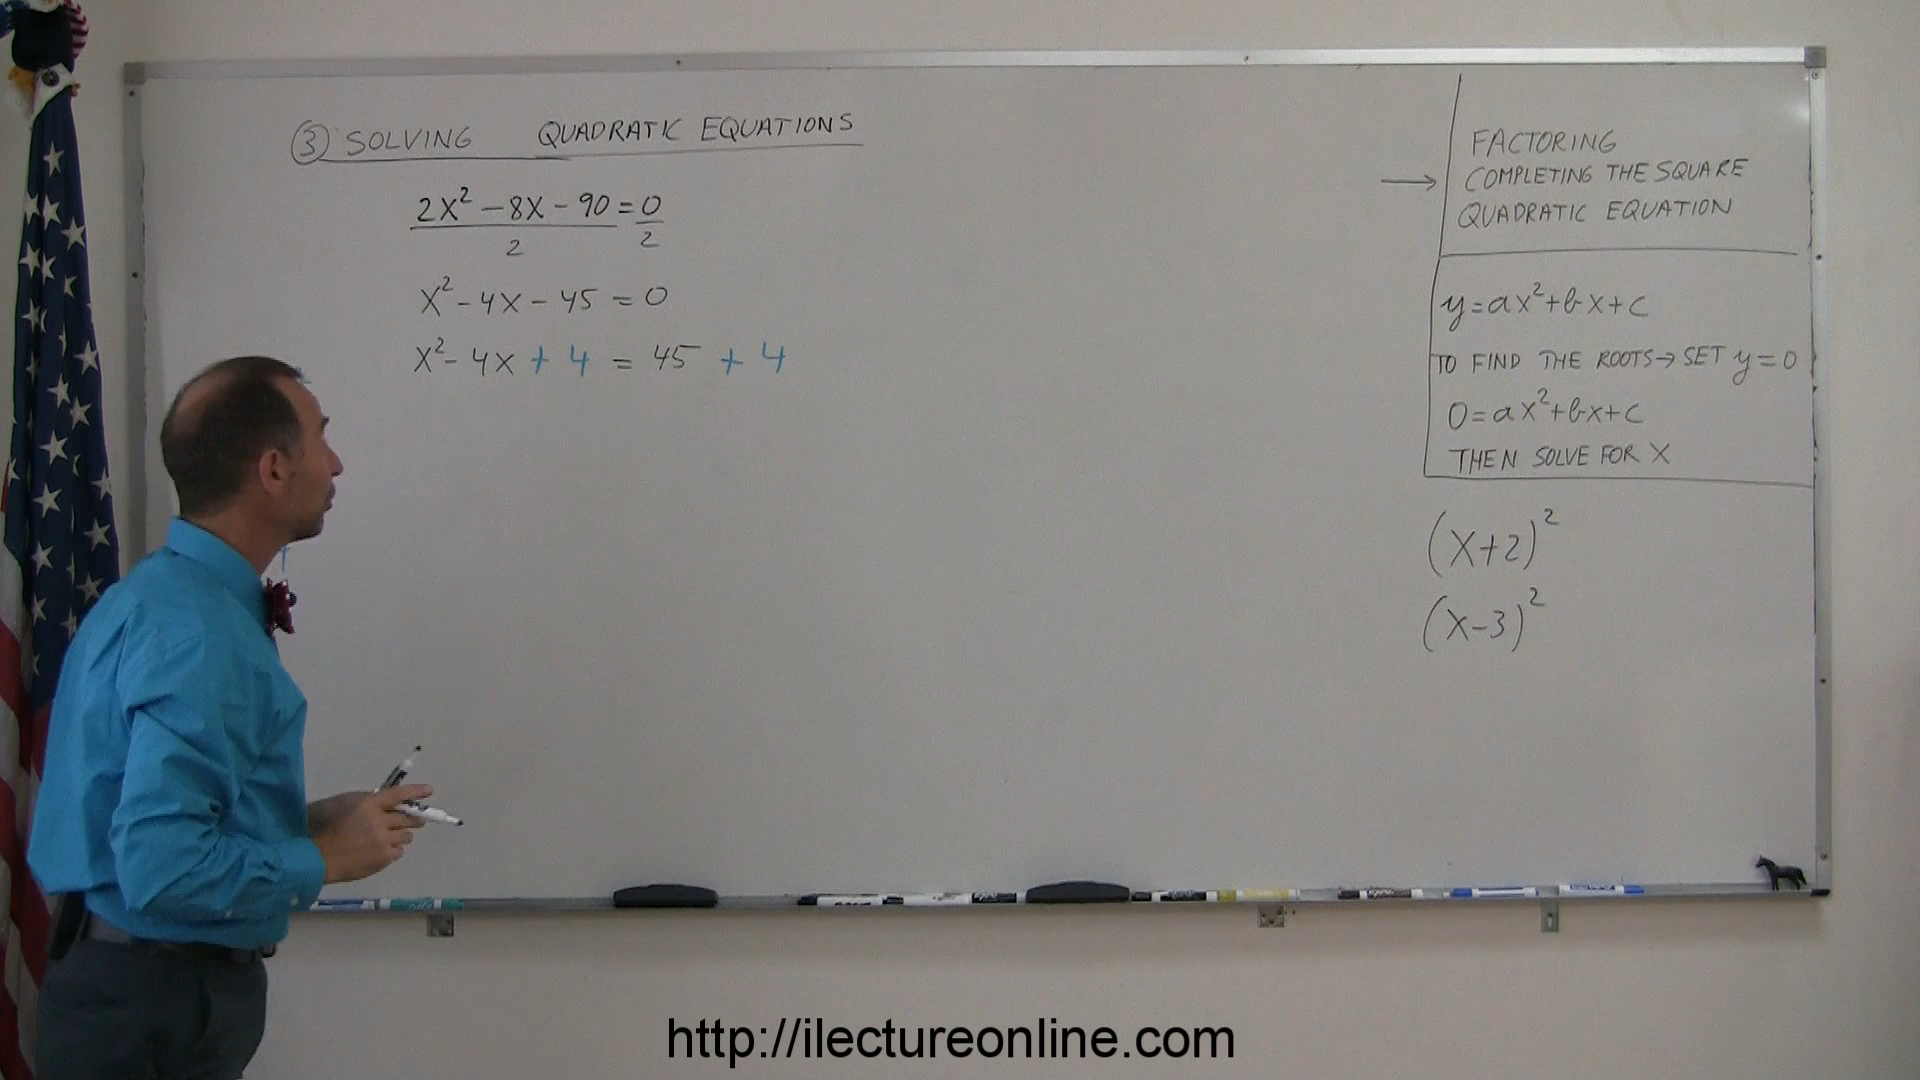 ③ SOLVING QUADRATIC EQUATIONS
2X² - 8X - 90 = 0
2 2
X² - 4X - 45 = 0
X² - 4X + 4 = 45 + 4
→
FACTORING
COMPLETING THE SQUARE
QUADRATIC EQUATION
y = ax² + bx + c
TO FIND THE ROOTS → SET y = 0
0 = ax² + bx + c
THEN SOLVE FOR X
(X+2)²
(X-3)²
http://ilectureonline.com